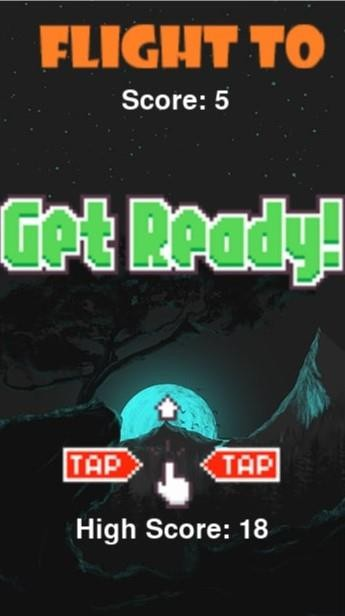 FLIGHT TO
Score: 5
Get Ready!
TAP TAP
High Score: 18